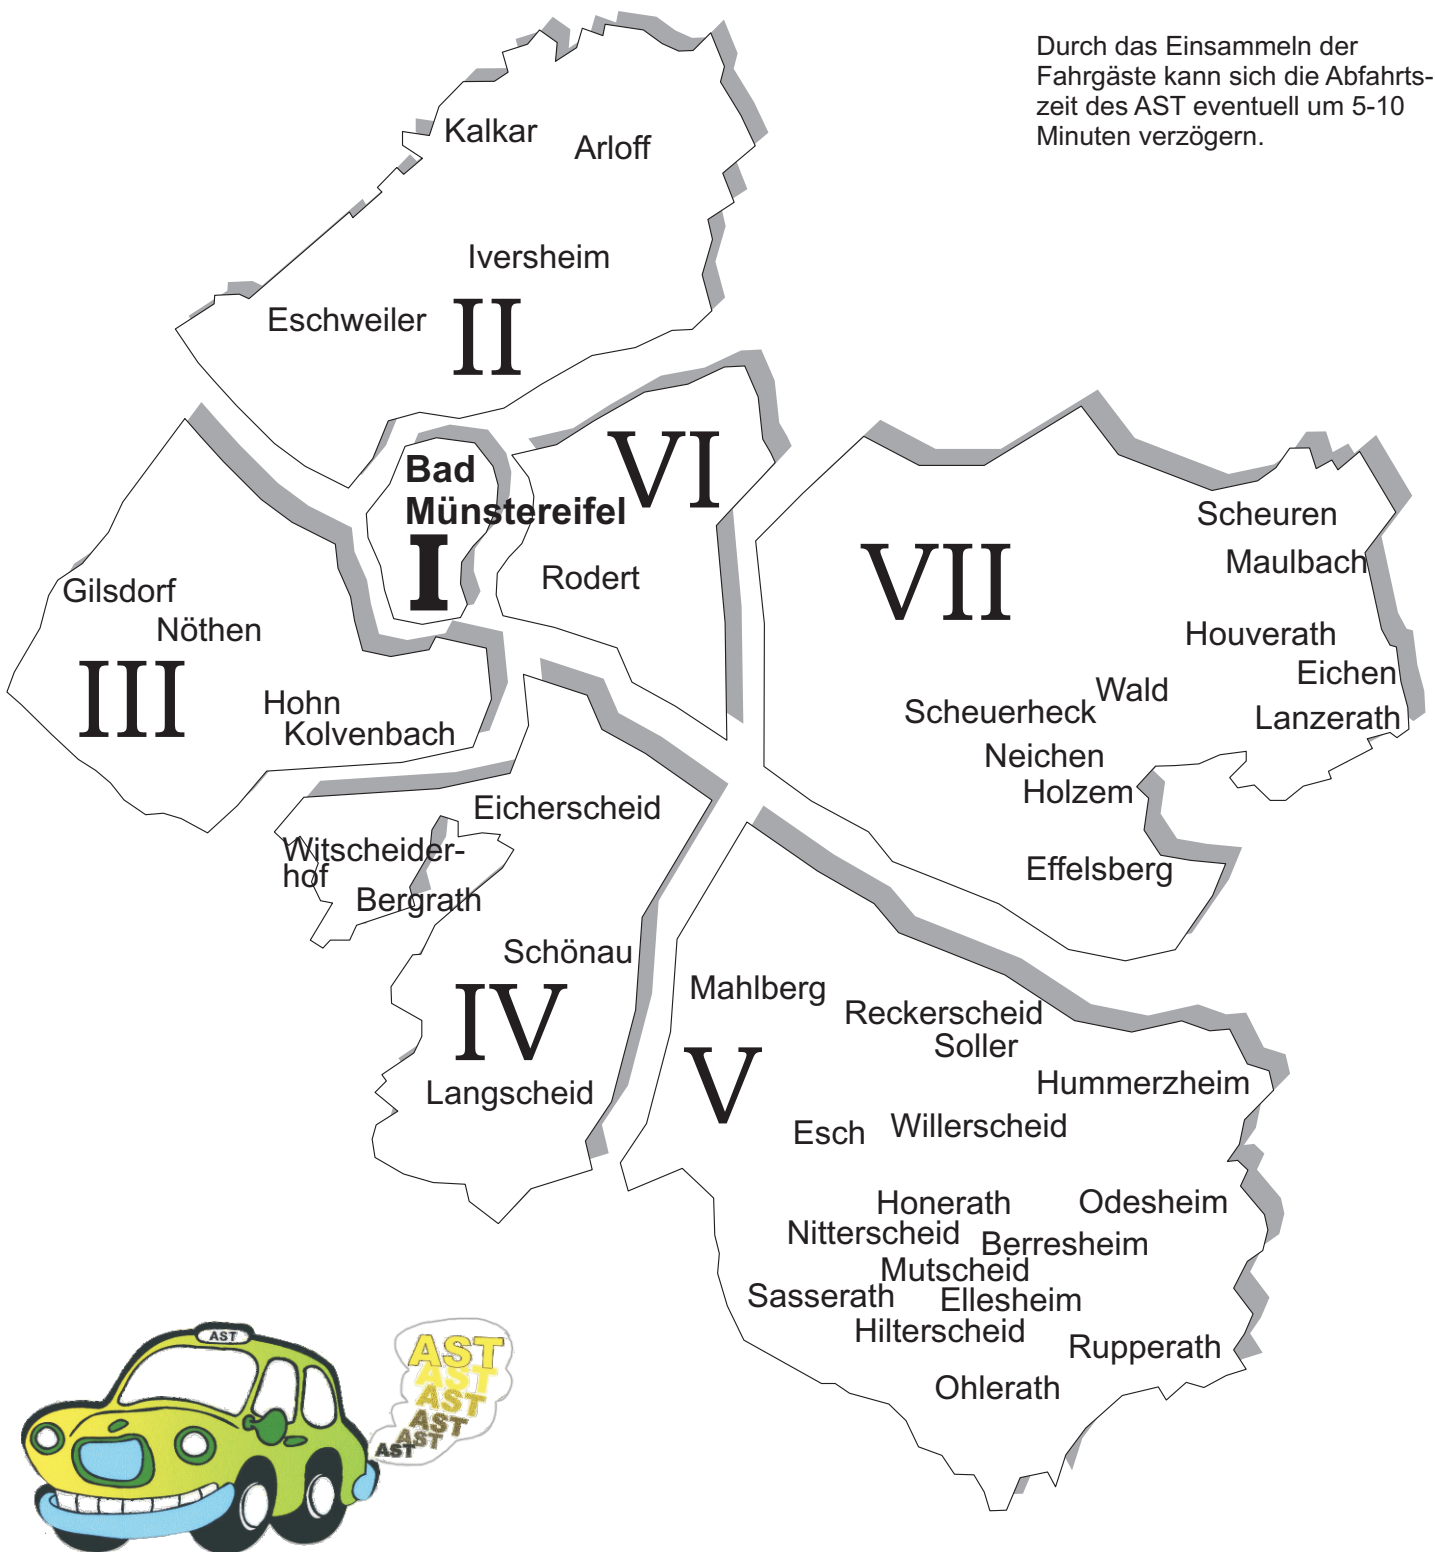 Durch das Einsammeln der
Fahrgäste kann sich die Abfahrts-
zeit des AST eventuell um 5-10
Minuten verzögern.
Kalkar
Arloff
Iversheim
Eschweiler
II
Bad
Münstereifel
I
VI
Rodert
VII
Scheuren
Maulbach
Houverath
Eichen
Wald
Lanzerath
Scheuerheck
Neichen
Holzem
Effelsberg
Gilsdorf
Nöthen
III
Hohn
Kolvenbach
Eicherscheid
Witscheider-
hof
Bergrath
Schönau
IV
Langscheid
Mahlberg
Reckerscheid
Soller
V
Hummerzheim
Esch
Willerscheid
Honerath
Odesheim
Nitterscheid
Berresheim
Mutscheid
Sasserath
Ellesheim
Hilterscheid
Rupperath
Ohlerath
AST
AST
AST
AST
AST
AST
AST